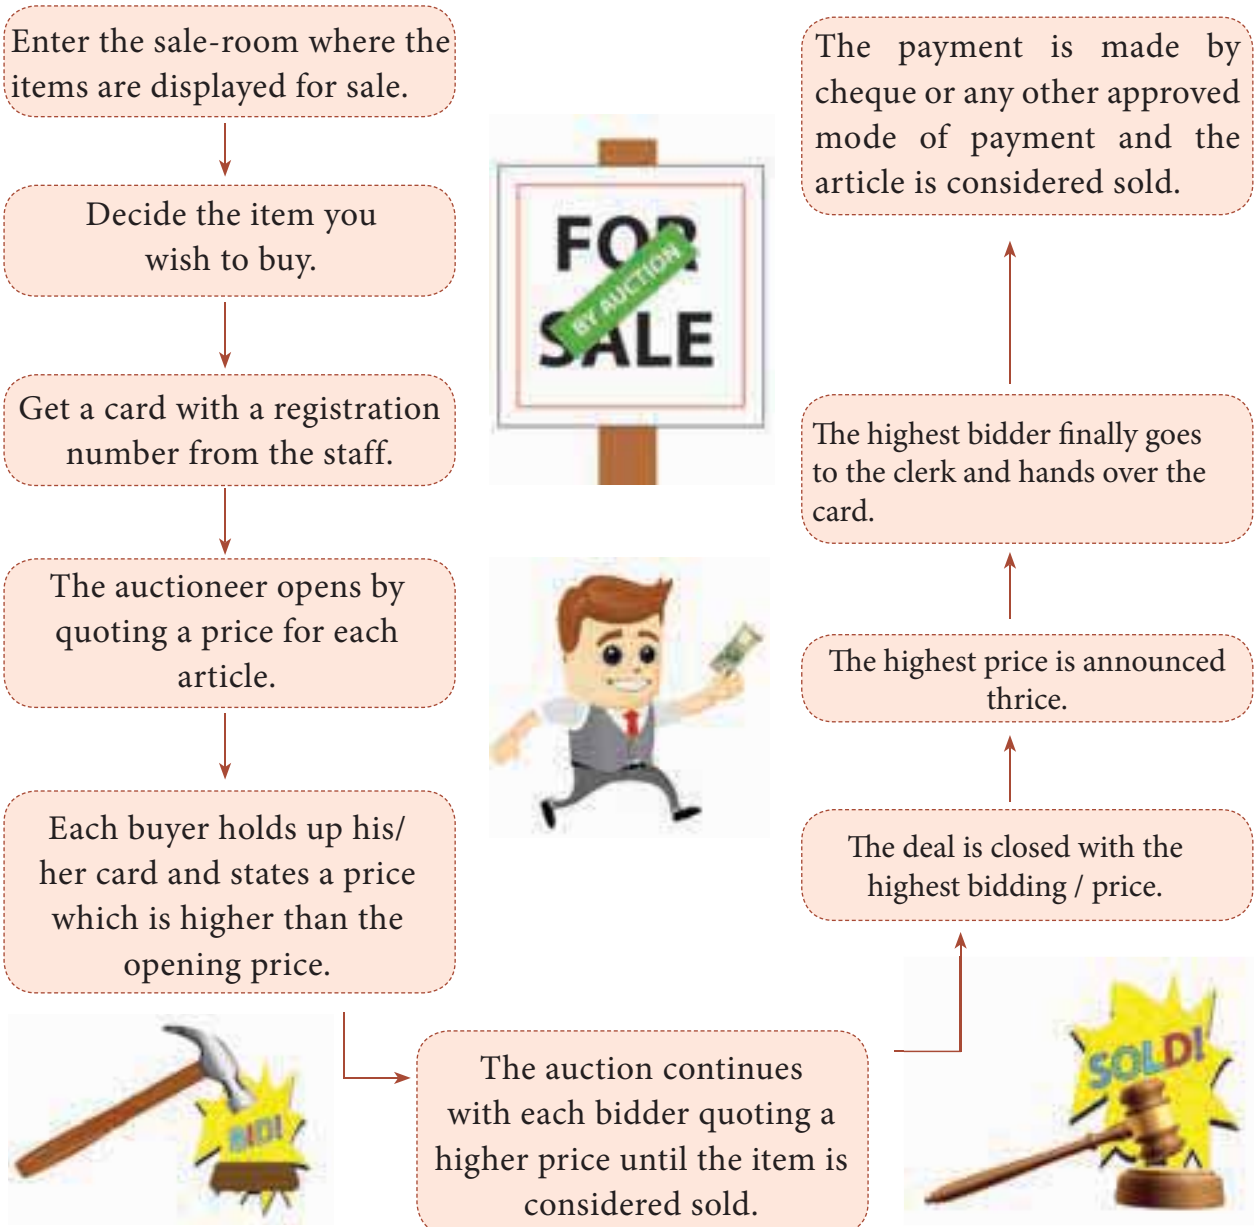 Enter the sale-room where the
items are displayed for sale.
Decide the item you
wish to buy.
Get a card with a registration
number from the staff.
The auctioneer opens by
quoting a price for each
article.
Each buyer holds up his/
her card and states a price
which is higher than the
opening price.
The auction continues
with each bidder quoting a
higher price until the item is
considered sold.
The deal is closed with the
highest bidding / price.
The highest price is announced
thrice.
The highest bidder finally goes
to the clerk and hands over the
card.
The payment is made by
cheque or any other approved
mode of payment and the
article is considered sold.
FOR
BY AUCTION
SALE
BID!
SOLD!